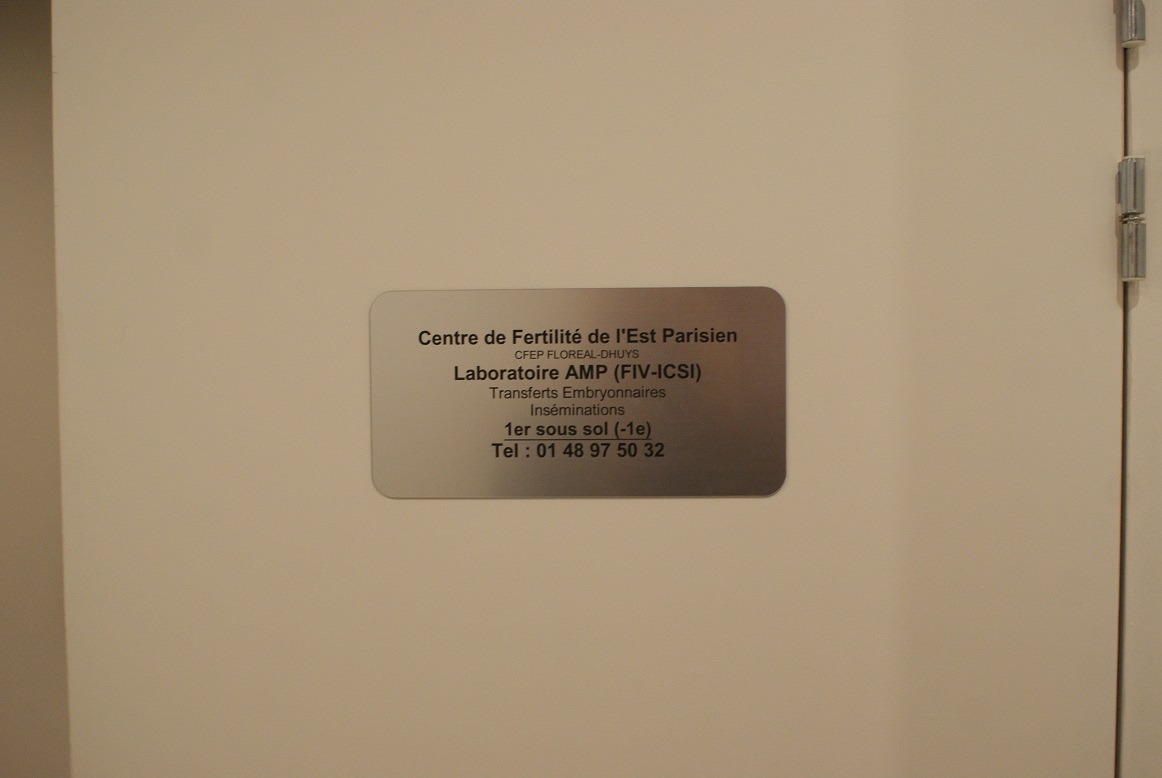 Centre de Fertilité de l'Est Parisien
CFEP FLOREAL-DHUYS
Laboratoire AMP (FIV-ICSI)
Transferts Embryonnaires
Inséminations
1er sous sol (-1e)
Tel : 01 48 97 50 32